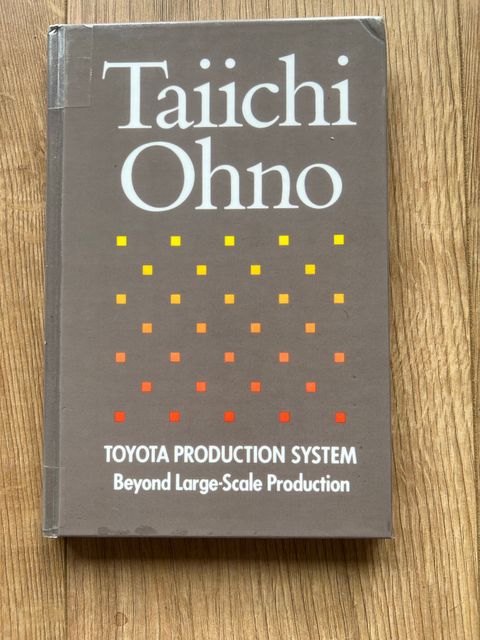 Taiichi
Ohno
TOYOTA PRODUCTION SYSTEM
Beyond Large-Scale Production